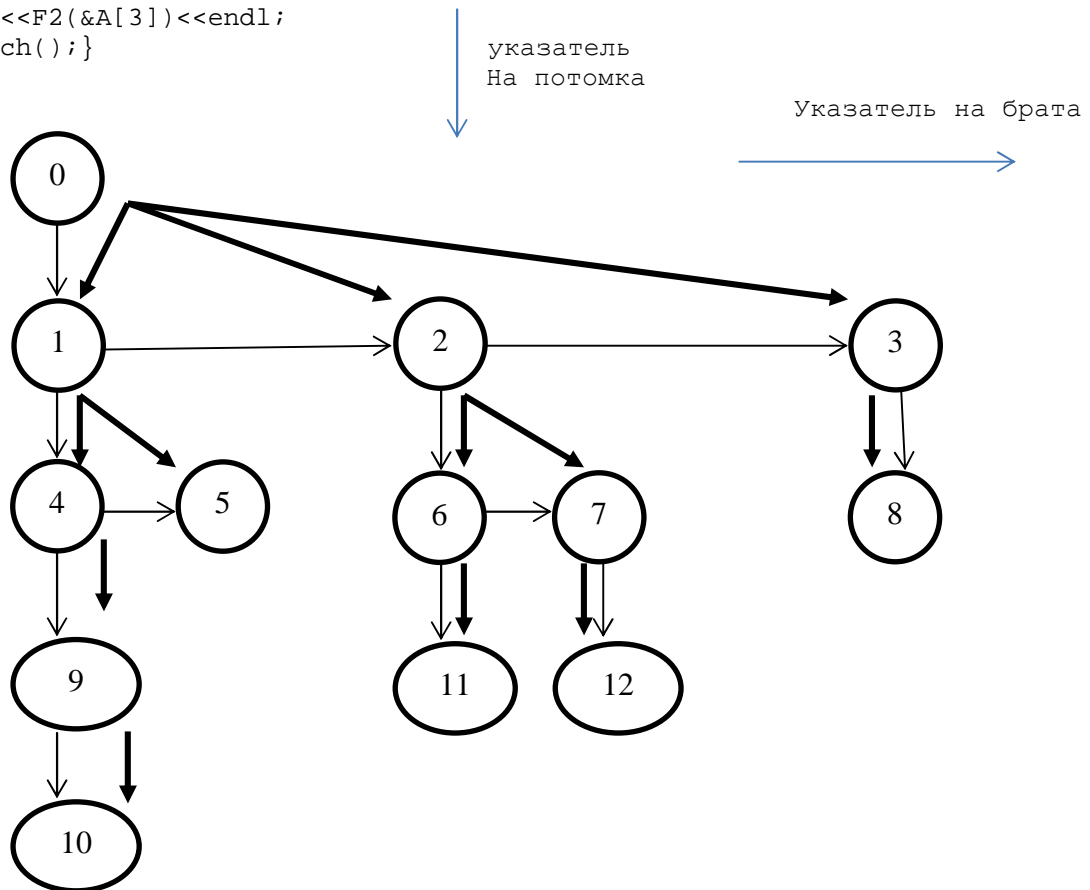 <<F2(&A[3])<<endl;
ch();}
указатель
На потомка
Указатель на брата
0
1
2
3
4
5
6
7
8
9
11
12
10